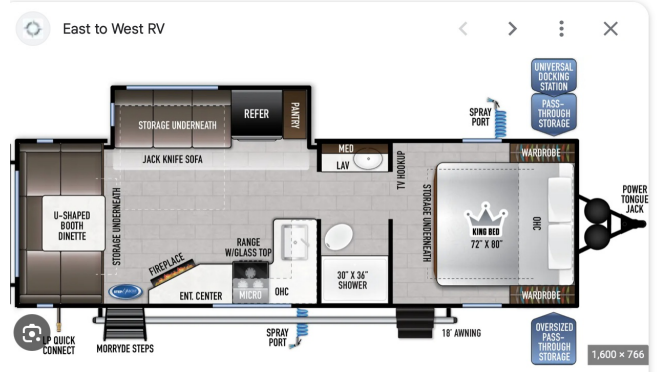 East to West RV
UNIVERSAL
DOCKING
STATION
PASS-
THROUGH
STORAGE
SPRAY
PORT
REFER
PANTRY
STORAGE UNDERNEATH
JACK KNIFE SOFA
MED
LAV
TV HOOKUP
WARDROBE
U-SHAPED
BOOTH
DINETTE
STORAGE UNDERNEATH
STORAGE UNDERNEATH
KING BED
72" X 80"
OHC
POWER
TONGUE
JACK
RANGE
W/GLASS TOP
FIREPLACE
ENT. CENTER
MICRO
OHC
30" X 36"
SHOWER
WARDROBE
LP QUICK
CONNECT
MORRYDE STEPS
SPRAY
PORT
18' AWNING
OVERSIZED
PASS-
THROUGH
STORAGE
1,600 × 766